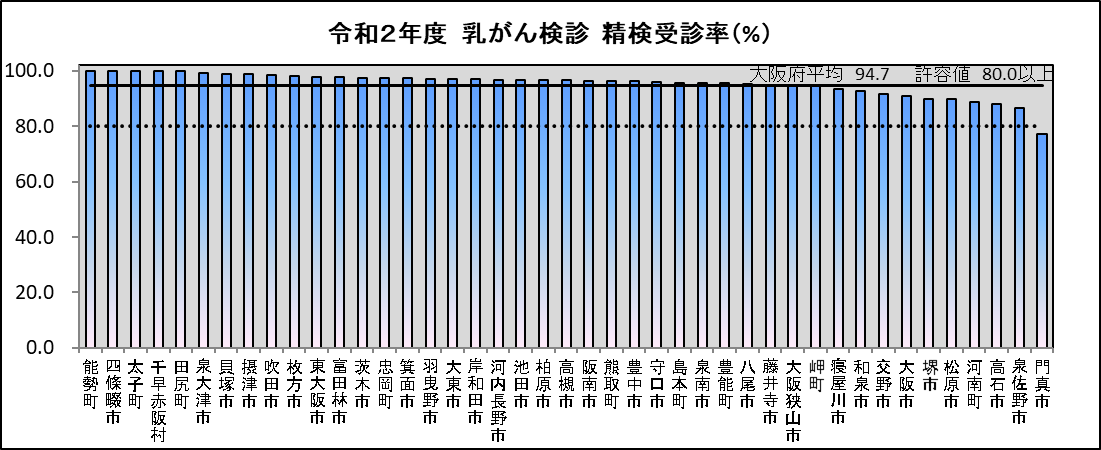 令和２年度 乳がん検診 精検受診率(%)
大阪府平均 94.7 許容値 80.0以上
100.0
80.0
60.0
40.0
20.0
0.0
能勢町
四條畷市
太子町
千早赤阪村
田尻町
泉大津市
貝塚市
摂津市
吹田市
枚方市
東大阪市
富田林市
茨木市
忠岡町
箕面市
羽曳野市
大東市
岸和田市
河内長野市
池田市
柏原市
高槻市
阪南市
熊取町
豊中市
守口市
島本町
泉南市
豊能町
八尾市
藤井寺市
大阪狭山市
岬町
寝屋川市
和泉市
交野市
大阪市
堺市
松原市
河南町
高石市
泉佐野市
門真市